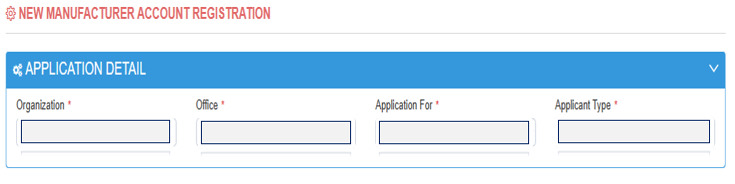 NEW MANUFACTURER ACCOUNT REGISTRATION
APPLICATION DETAIL
Organization * Office * Application For * Applicant Type *